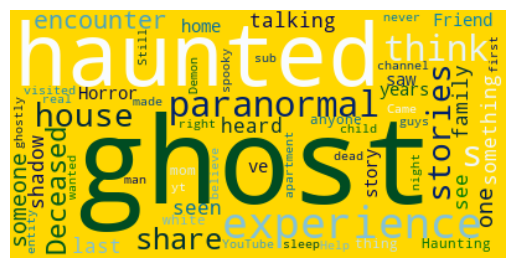 encounter home talking never Friend
haunted think
Still Demon spooky sub saw channel years first
Horror paranormal
visited real made
house right heard anyone child guys Came
ghostly someone shadow Deceased wanted
ghost stories family something s
mom yt believe ve apartment dead story night see one
man seen experience
entity last white share YouTube sleep Help thing Haunting